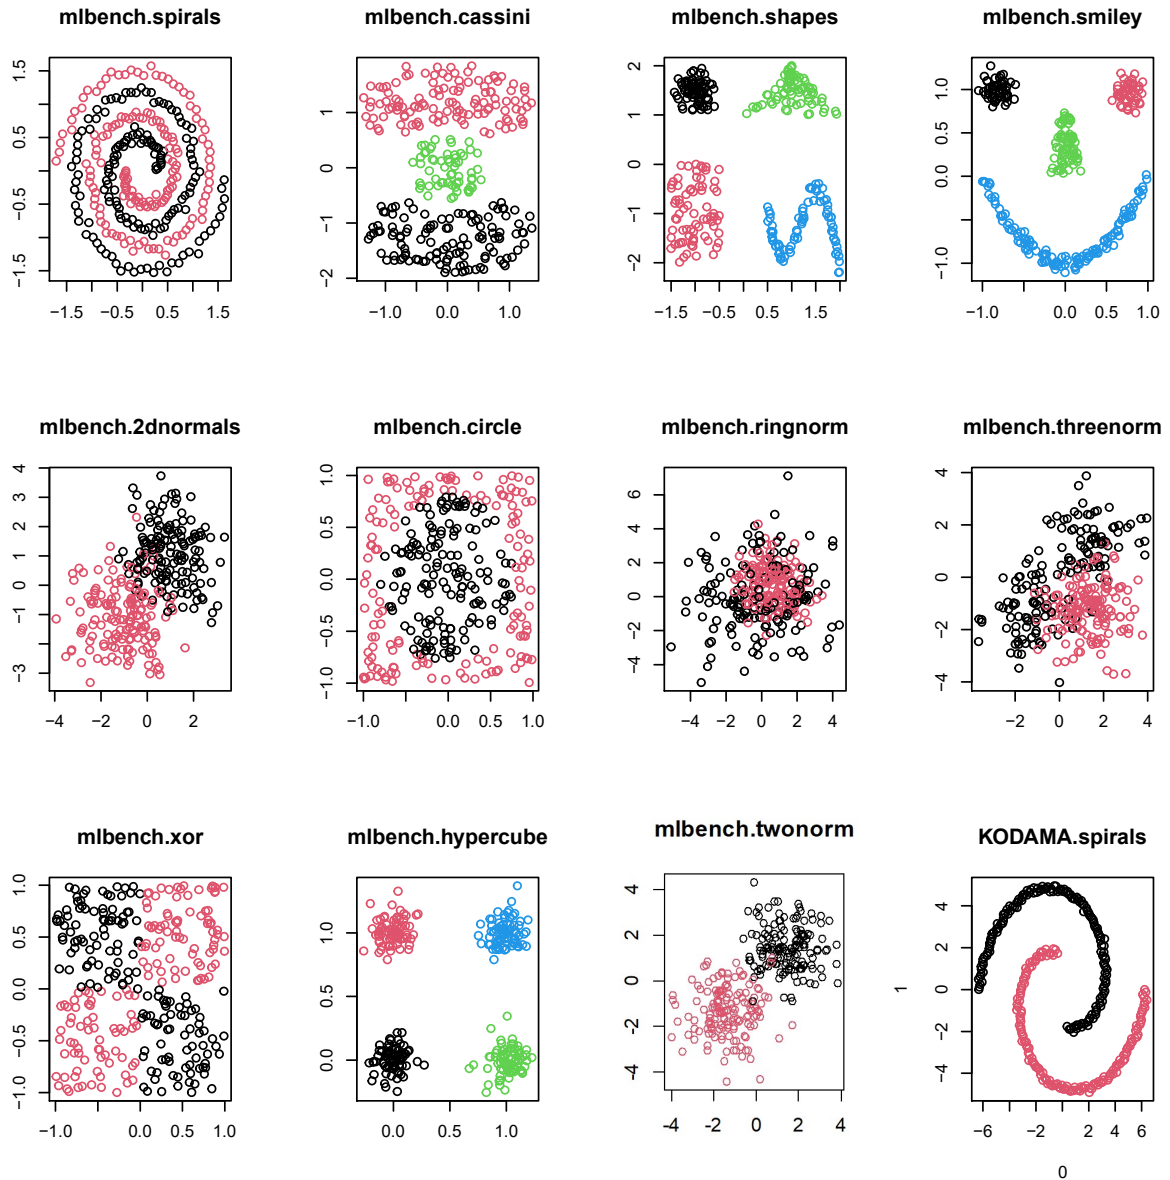 mlbench.spirals
1.5
0.5
−0.5
−1.5
−1.5 −0.5 0.5 1.5
mlbench.cassini
1
0
−1
−2
−1.0 0.0 1.0
mlbench.shapes
2
1
0
−1
−2
−1.5 −0.5 0.5 1.5
mlbench.smiley
1.0
0.5
0.0
−1.0
−1.0 0.0 0.5 1.0
mlbench.2dnormals
4
3
2
1
0
−1
−3
−4 −2 0 2
mlbench.circle
1.0
0.5
0.0
−0.5
−1.0
−1.0 0.0 0.5 1.0
mlbench.ringnorm
6
4
2
0
−2
−4
−4 −2 0 2 4
mlbench.threenorm
4
2
0
−2
−4
−2 0 2 4
mlbench.xor
1.0
0.5
0.0
−0.5
−1.0
−1.0 0.0 0.5 1.0
mlbench.hypercube
1.0
0.5
0.0
0.0 0.5 1.0
mlbench.twonorm
4
2
0
−2
−4
−4 −2 0 2 4
KODAMA.spirals
1
4
2
0
−2
−4
−6 −2 2 4 6
0